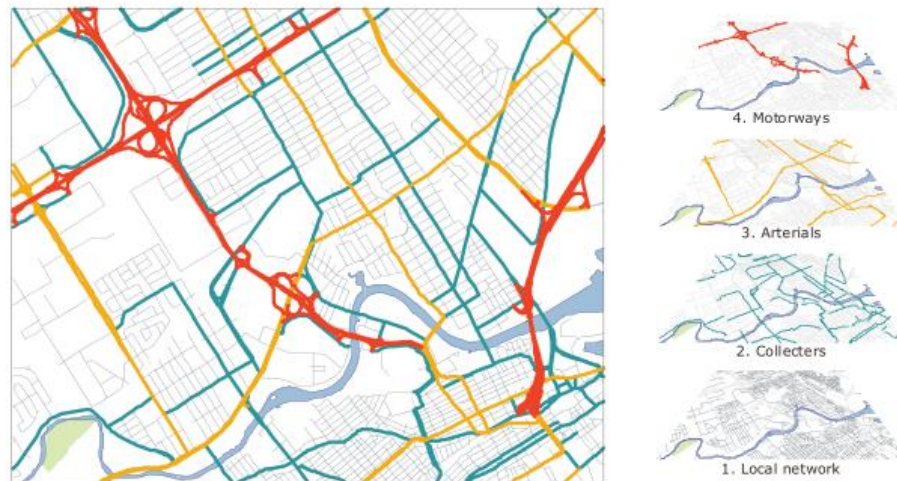 4. Motorways
3. Arterials
2. Collecters
1. Local network